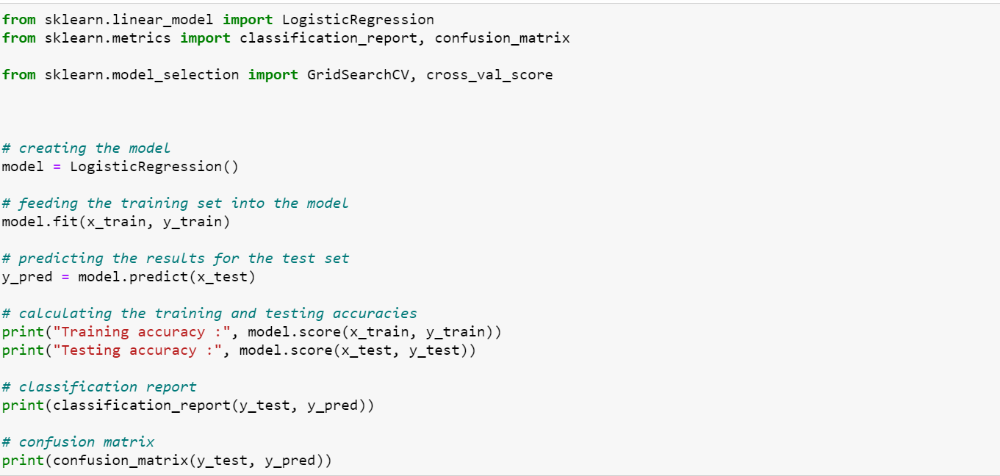 from sklearn.linear_model import LogisticRegression
from sklearn.metrics import classification_report, confusion_matrix
from sklearn.model_selection import GridSearchCV, cross_val_score
# creating the model
model = LogisticRegression()
# feeding the training set into the model
model.fit(x_train, y_train)
# predicting the results for the test set
y_pred = model.predict(x_test)
# calculating the training and testing accuracies
print("Training accuracy :", model.score(x_train, y_train))
print("Testing accuracy :", model.score(x_test, y_test))
# classification report
print(classification_report(y_test, y_pred))
# confusion matrix
print(confusion_matrix(y_test, y_pred))